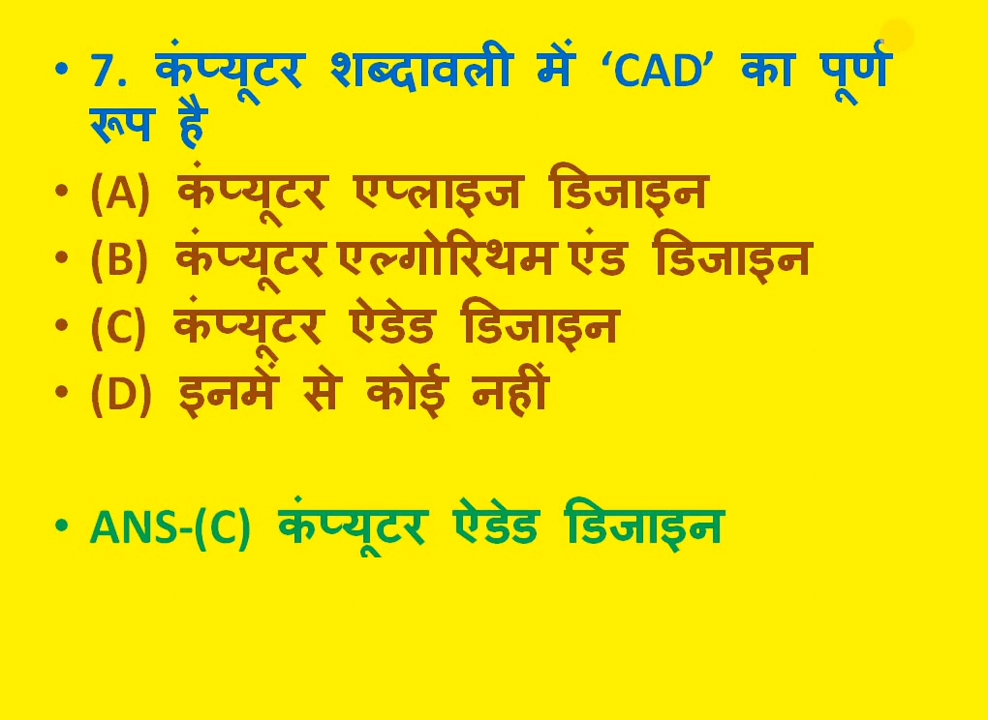 • 7. कंप्यूटर शब्दावली में ‘CAD’ का पूर्ण
रूप है
• (A) कंप्यूटर एप्लाइज डिजाइन
• (B) कंप्यूटर एल्गोरिथम एंड डिजाइन
• (C) कंप्यूटर ऐडेड डिजाइन
• (D) इनमें से कोई नहीं
• ANS-(C) कंप्यूटर ऐडेड डिजाइन